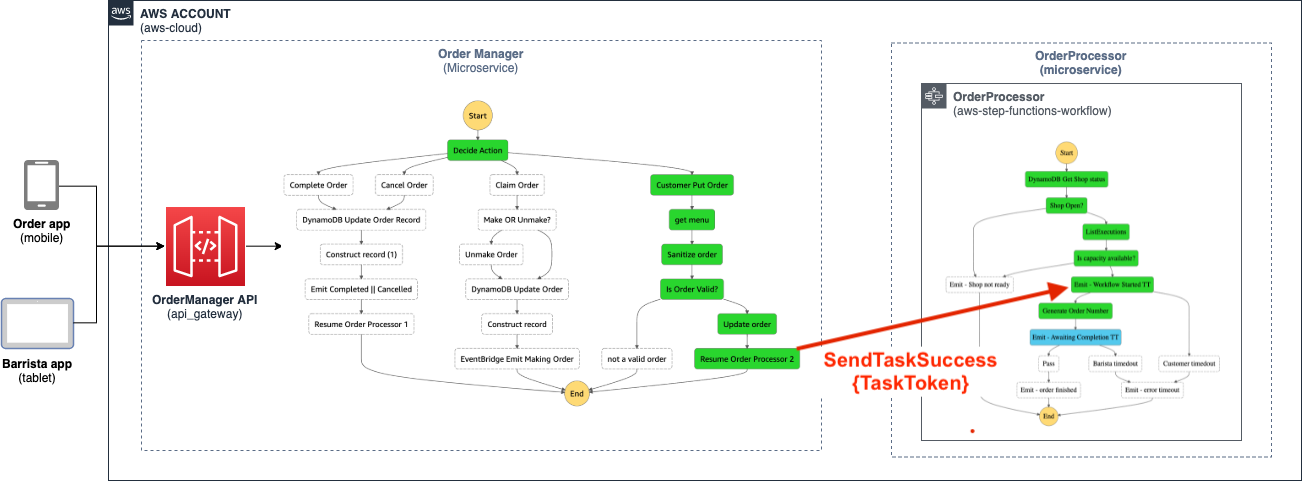 aws
AWS ACCOUNT
(aws-cloud)
Order app
(mobile)
Barrista app
(tablet)
OrderManager API
(api_gateway)
Order Manager
(Microservice)
Start
Decide Action
Complete Order
Cancel Order
Claim Order
Customer Put Order
DynamoDB Update Order Record
Make OR Unmake?
get menu
Construct record (1)
Unmake Order
Sanitize order
Emit Completed || Cancelled
DynamoDB Update Order
Is Order Valid?
Resume Order Processor 1
Construct record
Update order
EventBridge Emit Making Order
not a valid order
Resume Order Processor 2
End
SendTaskSuccess
{TaskToken}
OrderProcessor
(microservice)
OrderProcessor
(aws-step-functions-workflow)
Start
DynamoDB Get Shop status
Shop Open?
ListExecutions
Is capacity available?
Emit - Shop not ready
Emit - Workflow Started TT
Generate Order Number
Emit - Awaiting Completion TT
Pass
Barista timedout
Customer timedout
Emit - order finished
Emit - error timeout
End